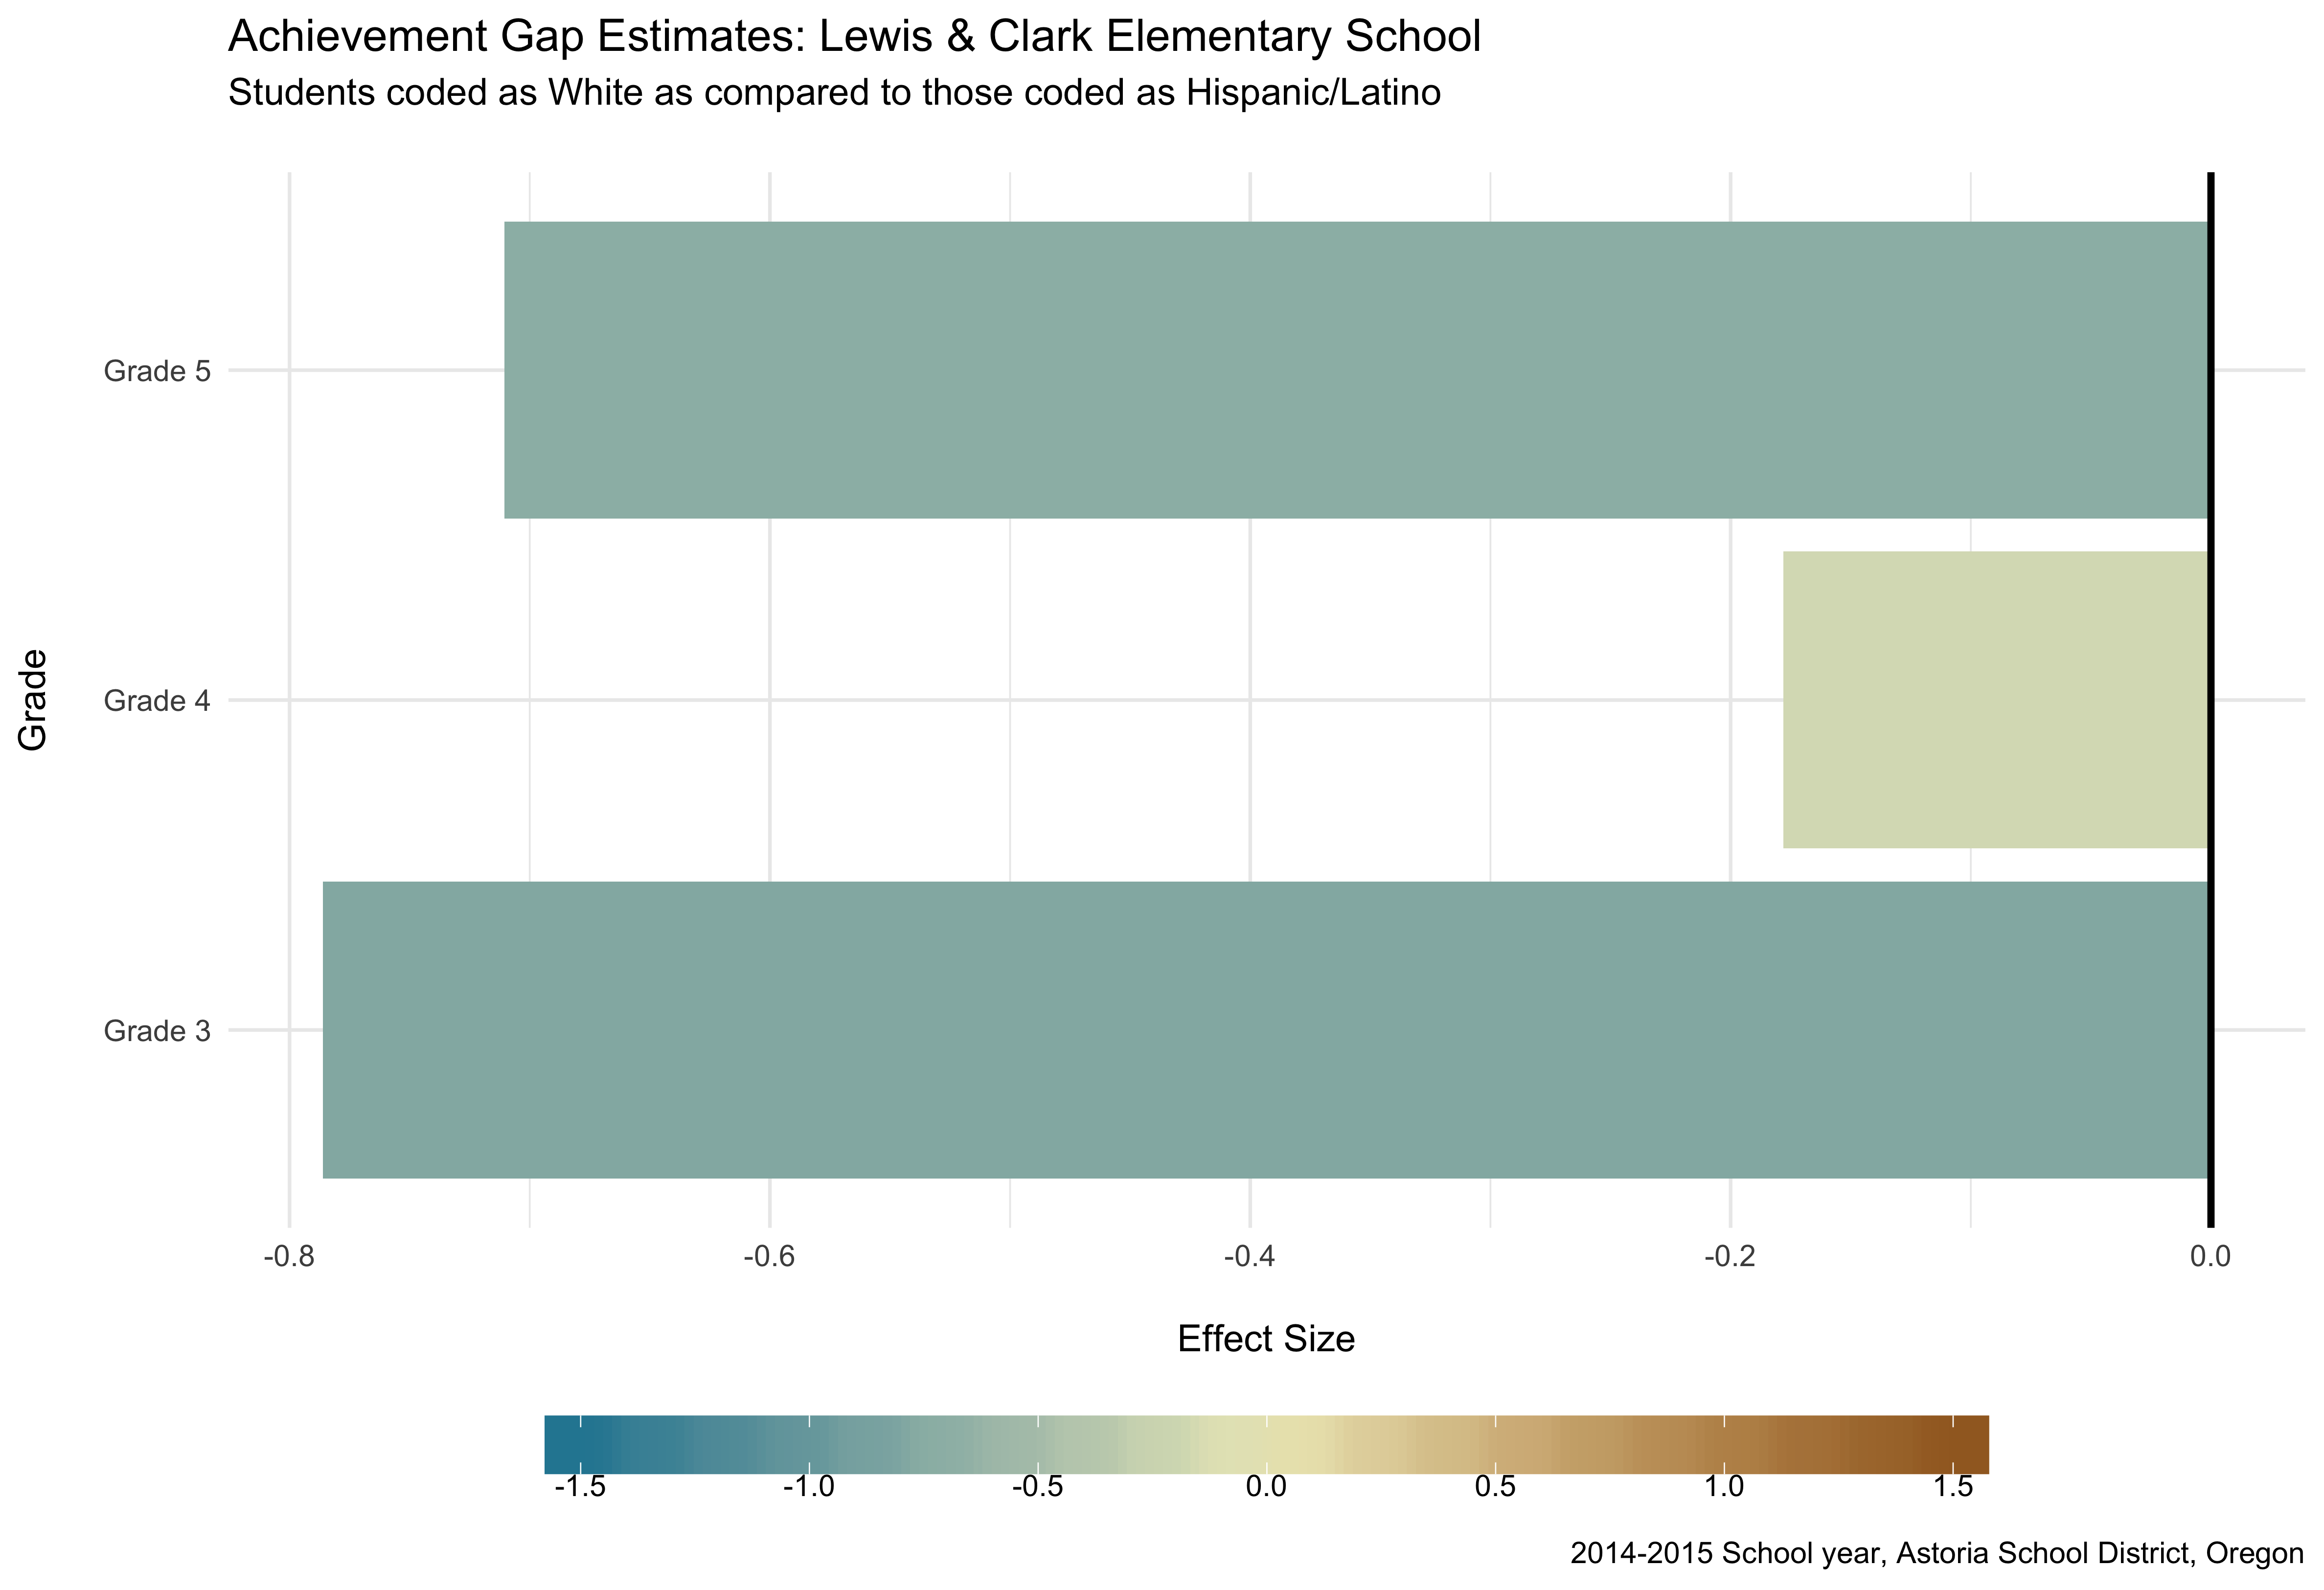 Achievement Gap Estimates: Lewis & Clark Elementary School
Students coded as White as compared to those coded as Hispanic/Latino
Grade
Grade 5
Grade 4
Grade 3
-0.8 -0.6 -0.4 -0.2 0.0
Effect Size
-1.5 -1.0 -0.5 0.0 0.5 1.0 1.5
2014-2015 School year, Astoria School District, Oregon